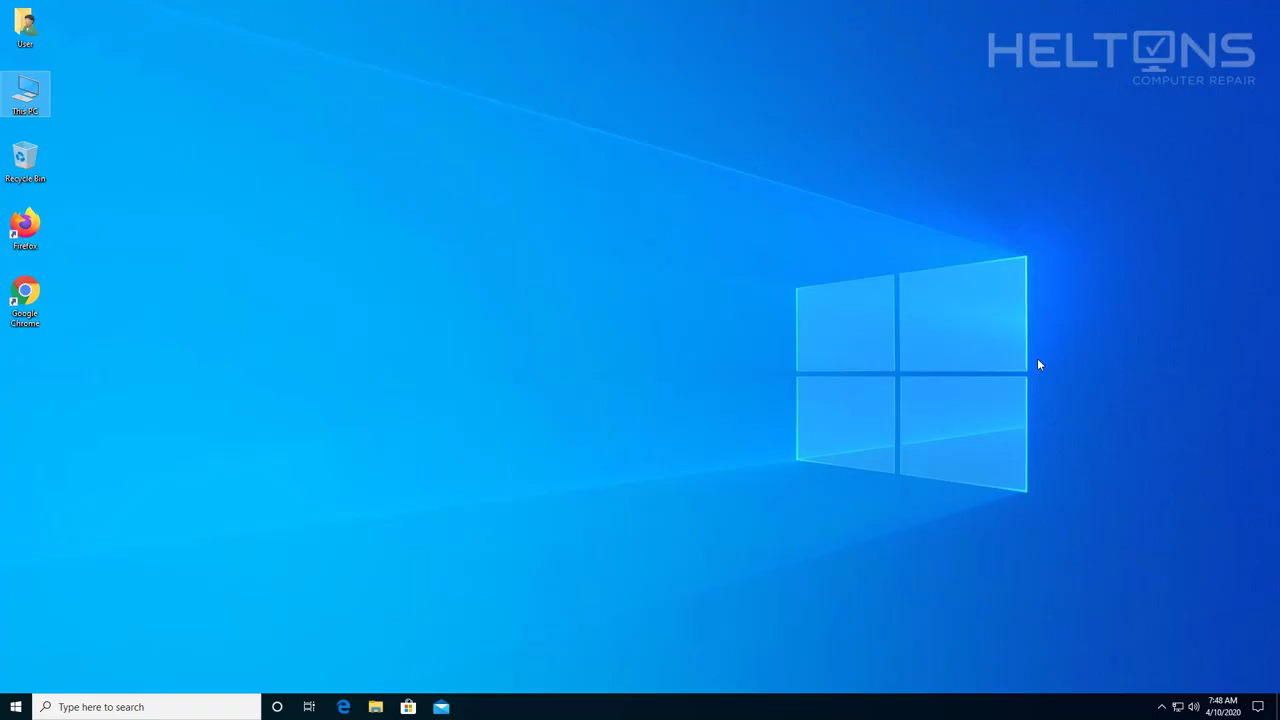 HELTONS
COMPUTER REPAIR
User
This PC
Recycle Bin
Firefox
Google
Chrome
Type here to search
7:48 AM
4/10/2020